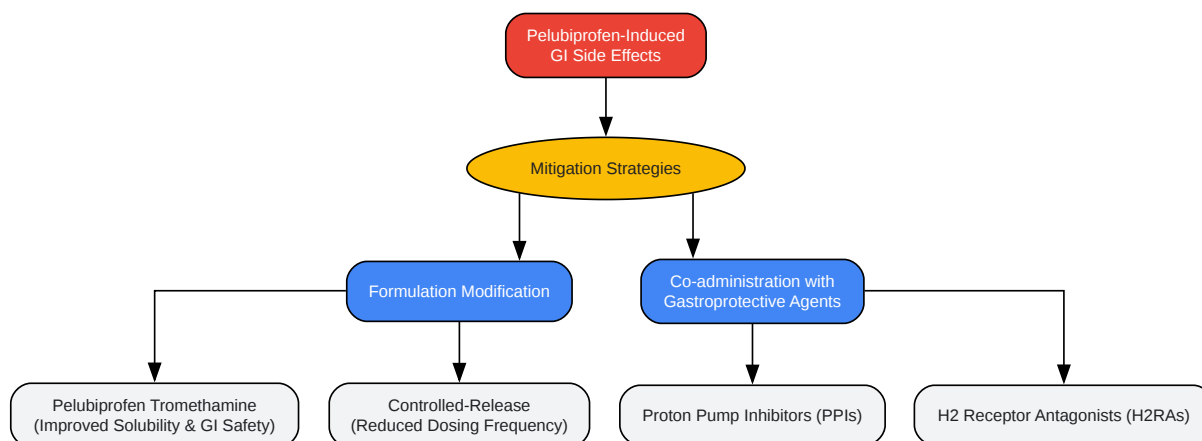 Pelubiprofen-Induced
GI Side Effects
Mitigation Strategies
Formulation Modification
Co-administration with
Gastroprotective Agents
Pelubiprofen Tromethamine
(Improved Solubility & GI Safety)
Controlled-Release
(Reduced Dosing Frequency)
Proton Pump Inhibitors (PPIs)
H2 Receptor Antagonists (H2RAs)